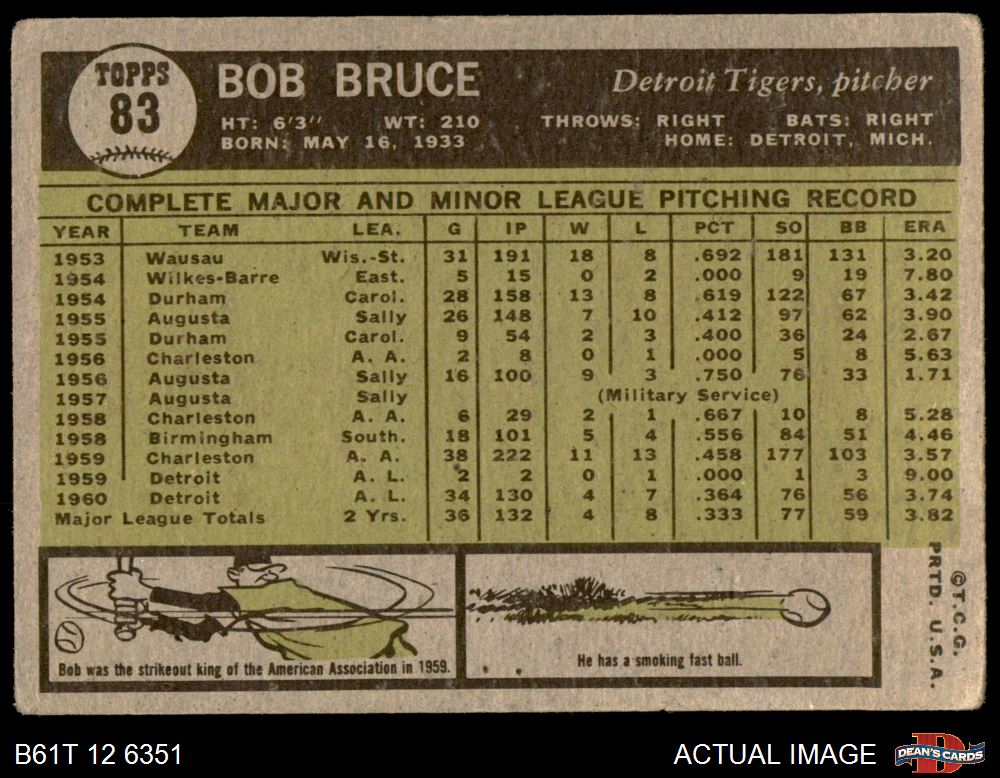 TOPPS
83
BOB BRUCE
Detroit Tigers, pitcher
HT: 6'3" WT: 210 THROWS: RIGHT BATS: RIGHT
BORN: MAY 16, 1933 HOME: DETROIT, MICH.
COMPLETE MAJOR AND MINOR LEAGUE PITCHING RECORD
YEAR TEAM LEA. G IP W L PCT SO BB ERA
1953 Wausau Wis.-St. 31 191 18 8 .692 181 131 3.20
1954 Wilkes-Barre East. 5 15 0 2 .000 9 19 7.80
1954 Durham Carol. 28 158 13 8 .619 122 67 3.42
1955 Augusta Sally 26 148 7 10 .412 97 62 3.90
1955 Durham Carol. 9 54 2 3 .400 36 24 2.67
1956 Charleston A. A. 2 8 0 1 .000 5 8 5.63
1956 Augusta Sally 16 100 9 3 .750 76 33 1.71
1957 Augusta Sally (Military Service)
1958 Charleston A. A. 6 29 2 1 .667 10 8 5.28
1958 Birmingham South. 18 101 5 4 .556 84 51 4.46
1959 Charleston A. A. 38 222 11 13 .458 177 103 3.57
1959 Detroit A. L. 2 2 0 1 .000 1 3 9.00
1960 Detroit A. L. 34 130 4 7 .364 76 56 3.74
Major League Totals 2 Yrs. 36 132 4 8 .333 77 59 3.82
Bob was the strikeout king of the American Association in 1959.
He has a smoking fast ball.
©T.C.G.
PRTD. U.S.A.
B61T 12 6351
ACTUAL IMAGE
DEAN'S CARDS